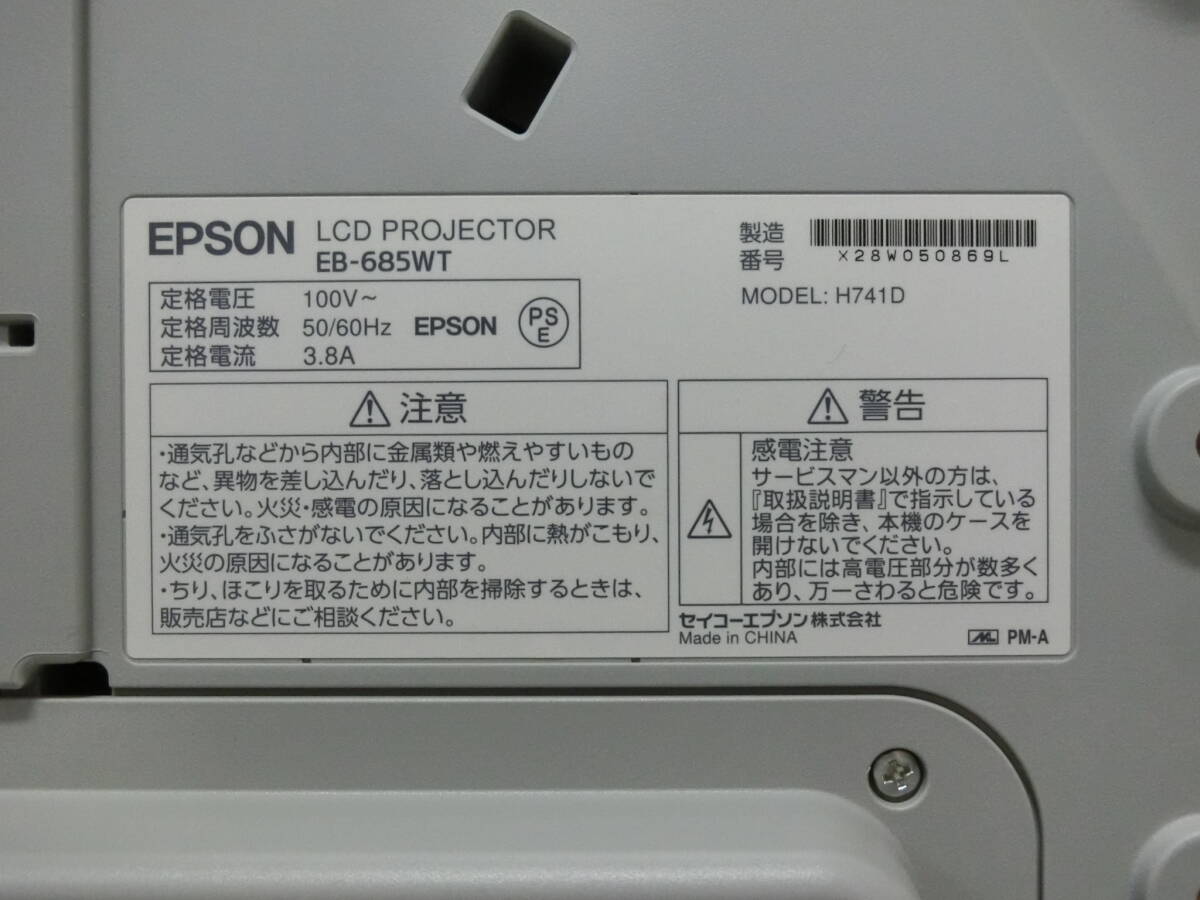 EPSON LCD PROJECTOR
EB-685WT
定格電圧 100V~
定格周波数 50/60Hz EPSON PSE
定格電流 3.8A
製造
番号
X28W050869L
MODEL: H741D
注意
・通気孔などから内部に金属類や燃えやすいもの
など、異物を差し込んだり、落とし込んだりしないで
ください。火災・感電の原因になることがあります。
・通気孔をふさがないでください。内部に熱がこもり、
火災の原因になることがあります。
・ちり、ほこりを取るために内部を掃除するときは、
販売店などにご相談ください。
警告
感電注意
サービスマン以外の方は、
『取扱説明書』で指示している
場合を除き、本機のケースを
開けないでください。
内部には高電圧部分が数多く
あり、万一さわると危険です。
セイコーエプソン株式会社
Made in CHINA
PM-A